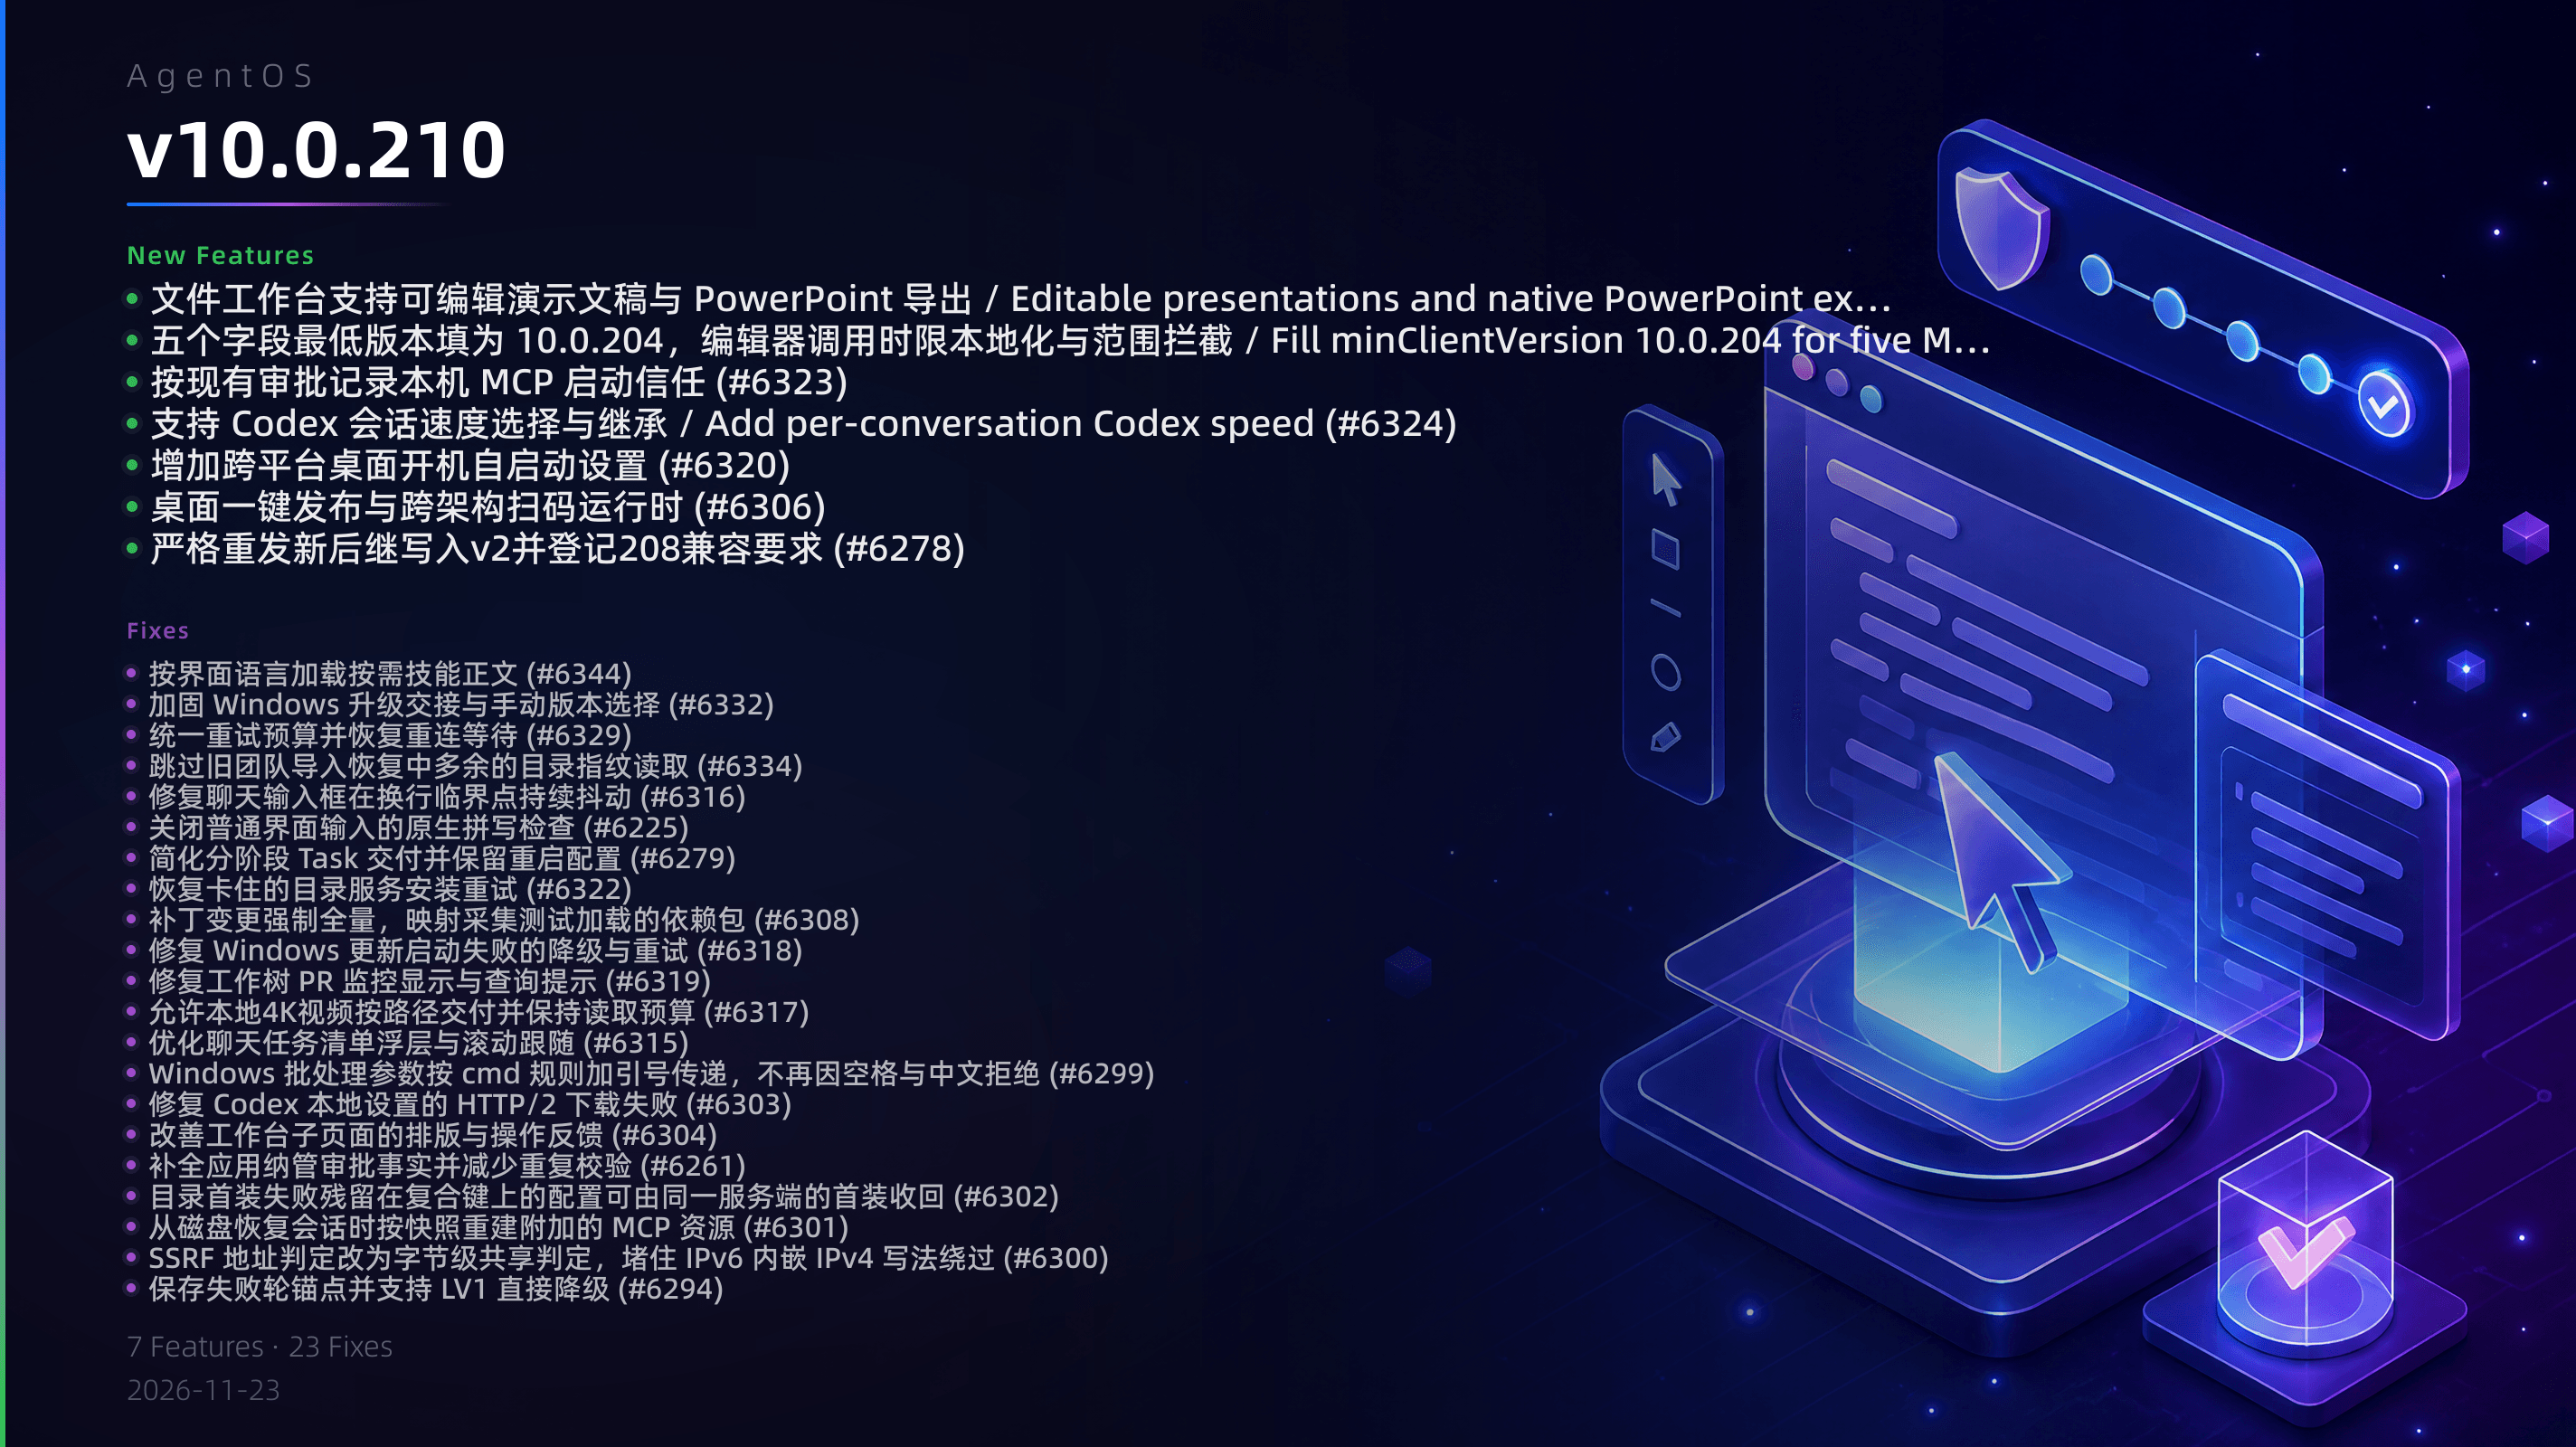 AgentOS
v10.0.210
New Features
文件工作台支持可编辑演示文稿与 PowerPoint 导出 / Editable presentations and native PowerPoint ex...
五个字段最低版本填为 10.0.204，编辑器调用时限本地化与范围拦截 / Fill minClientVersion 10.0.204 for five M...
按现有审批记录本机 MCP 启动信任 (#6323)
支持 Codex 会话速度选择与继承 / Add per-conversation Codex speed (#6324)
增加跨平台桌面开机自启动设置 (#6320)
桌面一键发布与跨架构扫码运行时 (#6306)
严格重发新后继写入v2并登记208兼容要求 (#6278)
Fixes
按界面语言加载按需技能正文 (#6344)
加固 Windows 升级交接与手动版本选择 (#6332)
统一重试预算并恢复重连等待 (#6329)
跳过旧团队导入恢复中多余的目录指纹读取 (#6334)
修复聊天输入框在换行临界点持续抖动 (#6316)
关闭普通界面输入的原生拼写检查 (#6225)
简化分阶段 Task 交付并保留重启配置 (#6279)
恢复卡住的目录服务安装重试 (#6322)
补丁变更强制全量，映射采集测试加载的依赖包 (#6308)
修复 Windows 更新启动失败的降级与重试 (#6318)
修复工作树 PR 监控显示与查询提示 (#6319)
允许本地4K视频按路径交付并保持读取预算 (#6317)
优化聊天任务清单浮层与滚动跟随 (#6315)
Windows 批处理参数按 cmd 规则加引号传递，不再因空格与中文拒绝 (#6299)
修复 Codex 本地设置的 HTTP/2 下载失败 (#6303)
改善工作台子页面的排版与操作反馈 (#6304)
补全应用纳管审批事实并减少重复校验 (#6261)
目录首装失败残留在复合键上的配置可由同一服务端的首装收回 (#6302)
从磁盘恢复会话时按快照重建附加的 MCP 资源 (#6301)
SSRF 地址判定改为字节级共享判定，堵住 IPv6 内嵌 IPv4 写法绕过 (#6300)
保存失败轮锚点并支持 LV1 直接降级 (#6294)
7 Features · 23 Fixes
2026-11-23